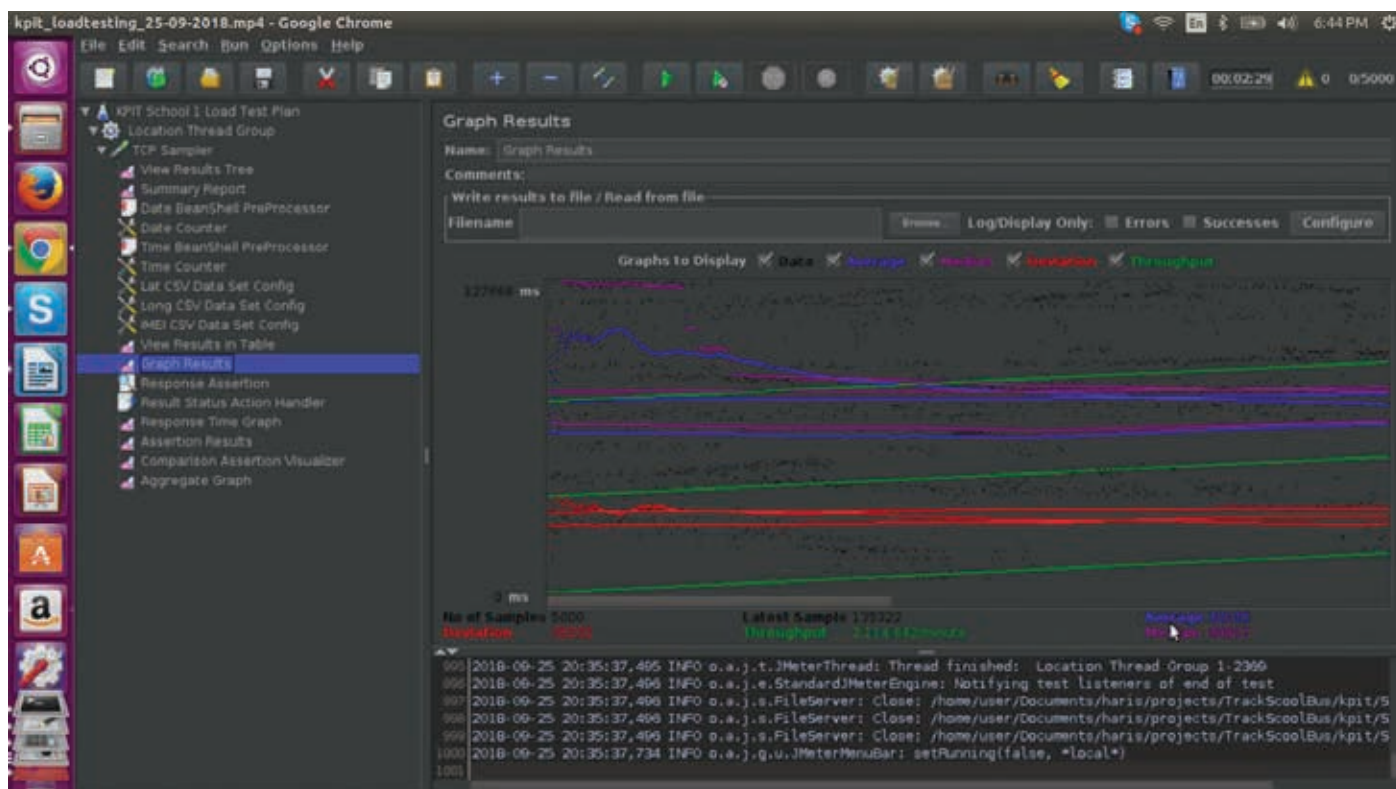 kpit_loadtesting_25-09-2018.mp4 - Google Chrome
En 6:44 PM
File Edit Search Run Options Help
00:02:29 0 0/5000
KPIT School 1 Load Test Plan
Location Thread Group
TCP Sampler
View Results Tree
Summary Report
Date BeanShell PreProcessor
Date Counter
Time BeanShell PreProcessor
Time Counter
Lat CSV Data Set Config
Long CSV Data Set Config
IMEI CSV Data Set Config
View Results in Table
Graph Results
Response Assertion
Result Status Action Handler
Response Time Graph
Assertion Results
Comparison Assertion Visualizer
Aggregate Graph
Graph Results
Name: Graph Results
Comments:
Write results to file / Read from file
Filename Browse... Log/Display Only: Errors Successes Configure
Graphs to Display Data Average Median Deviation Throughput
ms
0 ms
No of Samples 5000 Latest Sample Average
Deviation Throughput Median
995 2018-09-25 20:35:37,495 INFO o.a.j.t.JMeterThread: Thread finished: Location Thread Group 1-2369
996 2018-09-25 20:35:37,496 INFO o.a.j.e.StandardJMeterEngine: Notifying test listeners of end of test
997 2018-09-25 20:35:37,496 INFO o.a.j.s.FileServer: Close: /home/user/Documents/haris/projects/TrackScoolBus/kpit/S
998 2018-09-25 20:35:37,496 INFO o.a.j.s.FileServer: Close: /home/user/Documents/haris/projects/TrackScoolBus/kpit/S
999 2018-09-25 20:35:37,496 INFO o.a.j.s.FileServer: Close: /home/user/Documents/haris/projects/TrackScoolBus/kpit/S
1000 2018-09-25 20:35:37,734 INFO o.a.j.g.u.JMeterMenuBar: setRunning(false, *local*)
1001